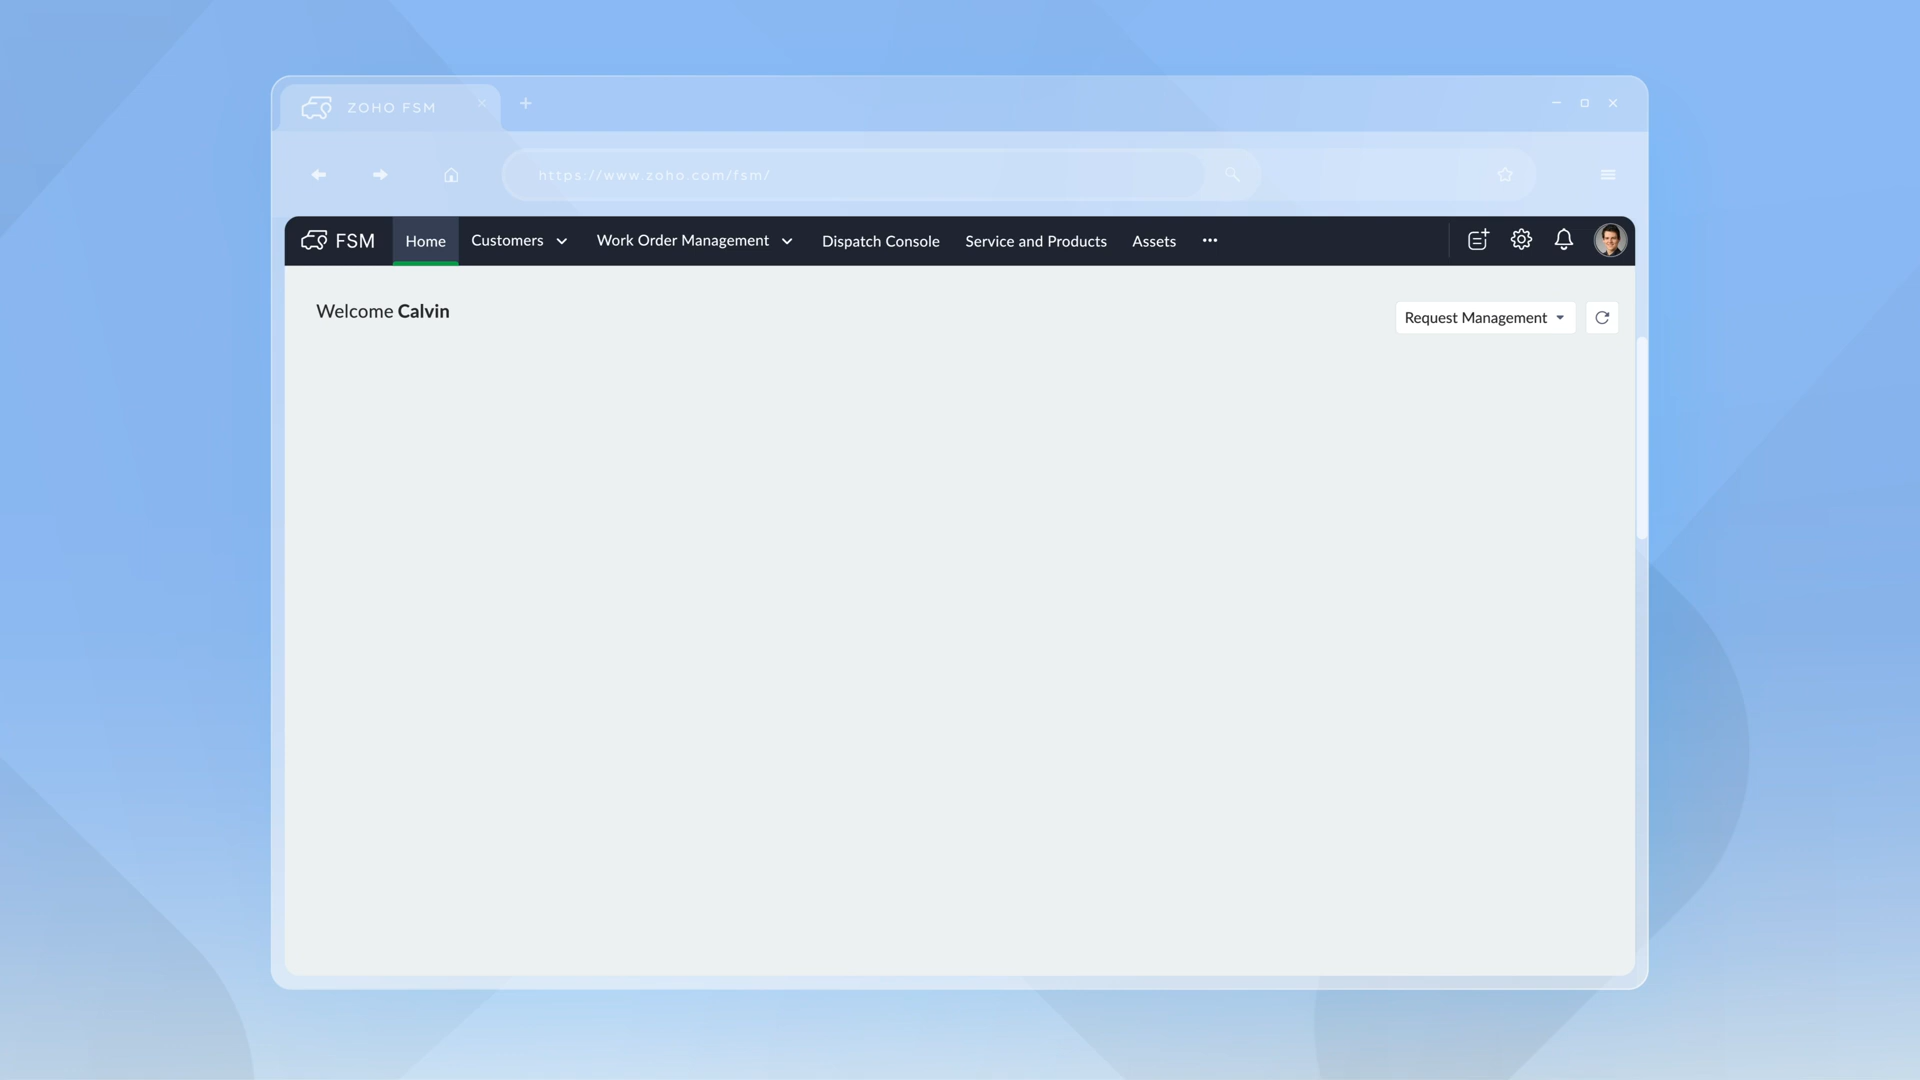 ZOHO FSM
https://www.zoho.com/fsm/
FSM Home Customers Work Order Management Dispatch Console Service and Products Assets
Welcome Calvin
Request Management